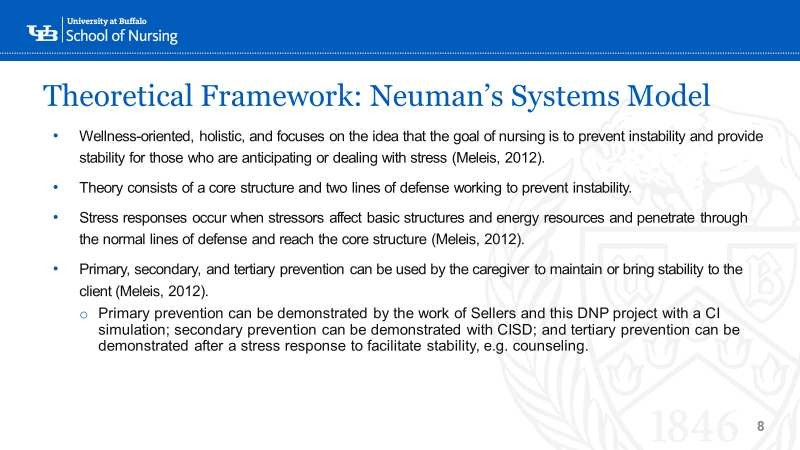 University at Buffalo
School of Nursing
Theoretical Framework: Neuman's Systems Model
• Wellness-oriented, holistic, and focuses on the idea that the goal of nursing is to prevent instability and provide
stability for those who are anticipating or dealing with stress (Meleis, 2012).
• Theory consists of a core structure and two lines of defense working to prevent instability.
• Stress responses occur when stressors affect basic structures and energy resources and penetrate through
the normal lines of defense and reach the core structure (Meleis, 2012).
• Primary, secondary, and tertiary prevention can be used by the caregiver to maintain or bring stability to the
client (Meleis, 2012).
o Primary prevention can be demonstrated by the work of Sellers and this DNP project with a CI
simulation; secondary prevention can be demonstrated with CISD; and tertiary prevention can be
demonstrated after a stress response to facilitate stability, e.g. counseling.
1846
8